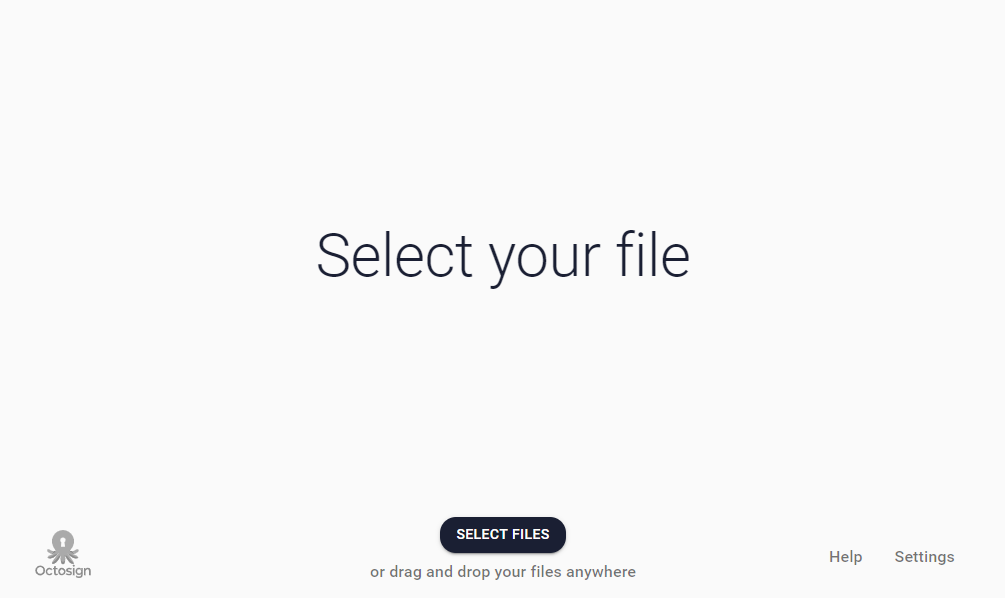 Select your file
SELECT FILES
or drag and drop your files anywhere
Octosign
Help
Settings